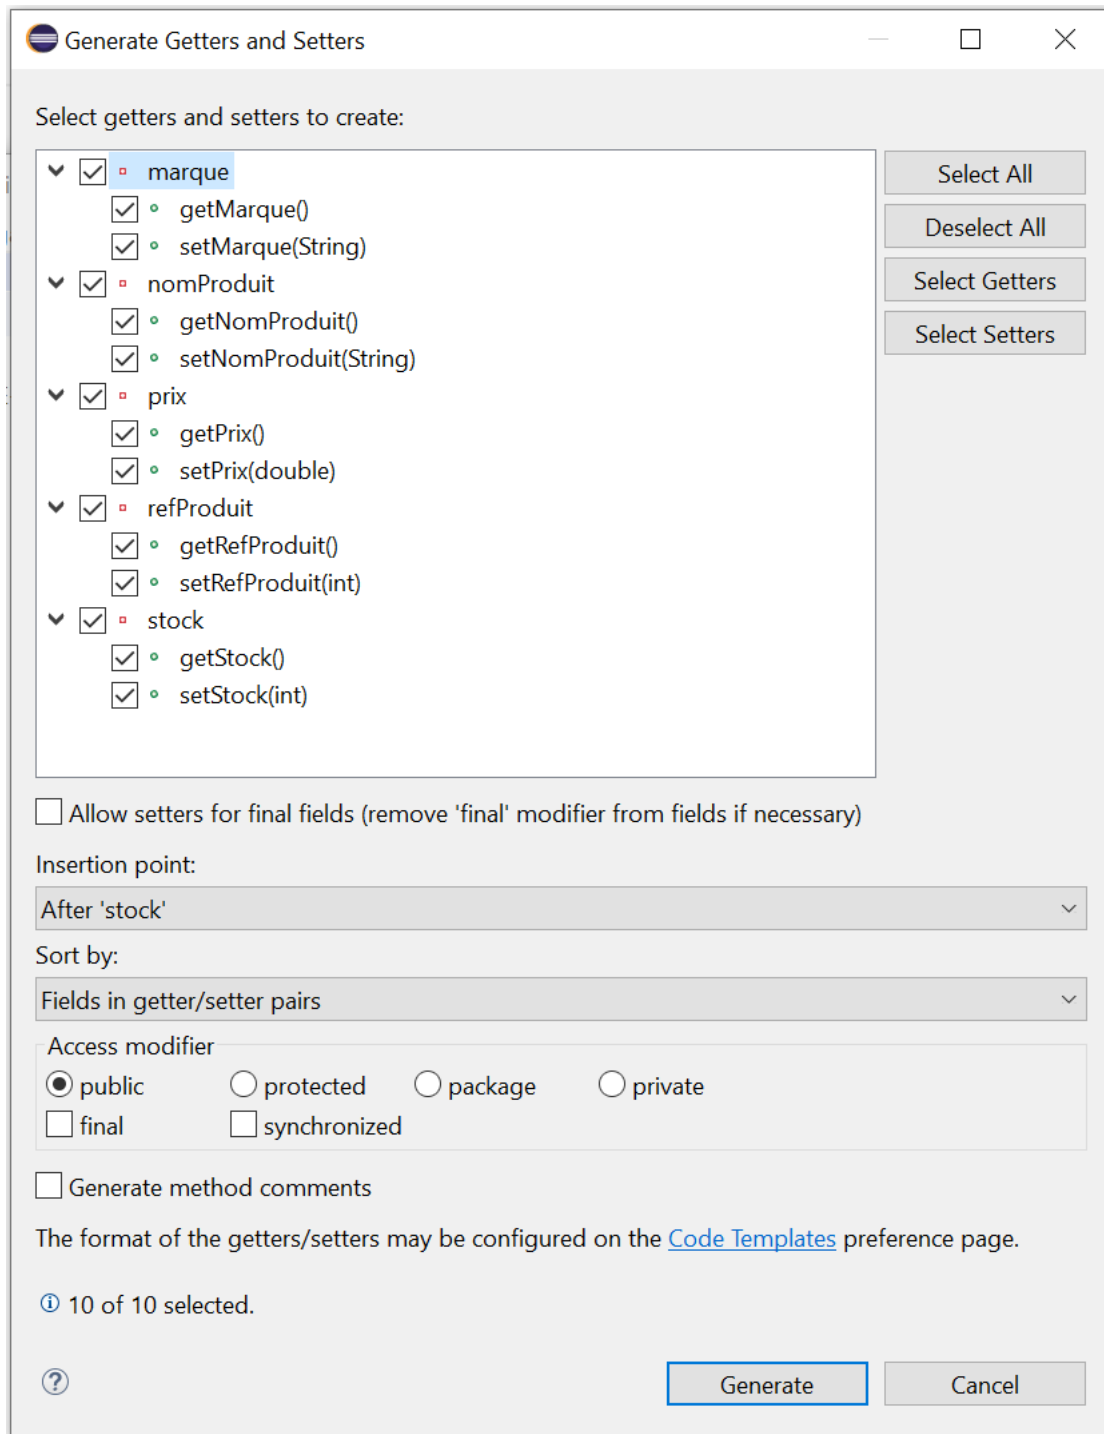 Generate Getters and Setters
Select getters and setters to create:
marque
getMarque()
setMarque(String)
nomProduit
getNomProduit()
setNomProduit(String)
prix
getPrix()
setPrix(double)
refProduit
getRefProduit()
setRefProduit(int)
stock
getStock()
setStock(int)
Select All
Deselect All
Select Getters
Select Setters
Allow setters for final fields (remove 'final' modifier from fields if necessary)
Insertion point:
After 'stock'
Sort by:
Fields in getter/setter pairs
Access modifier
public protected package private
final synchronized
Generate method comments
The format of the getters/setters may be configured on the Code Templates preference page.
10 of 10 selected.
Generate Cancel